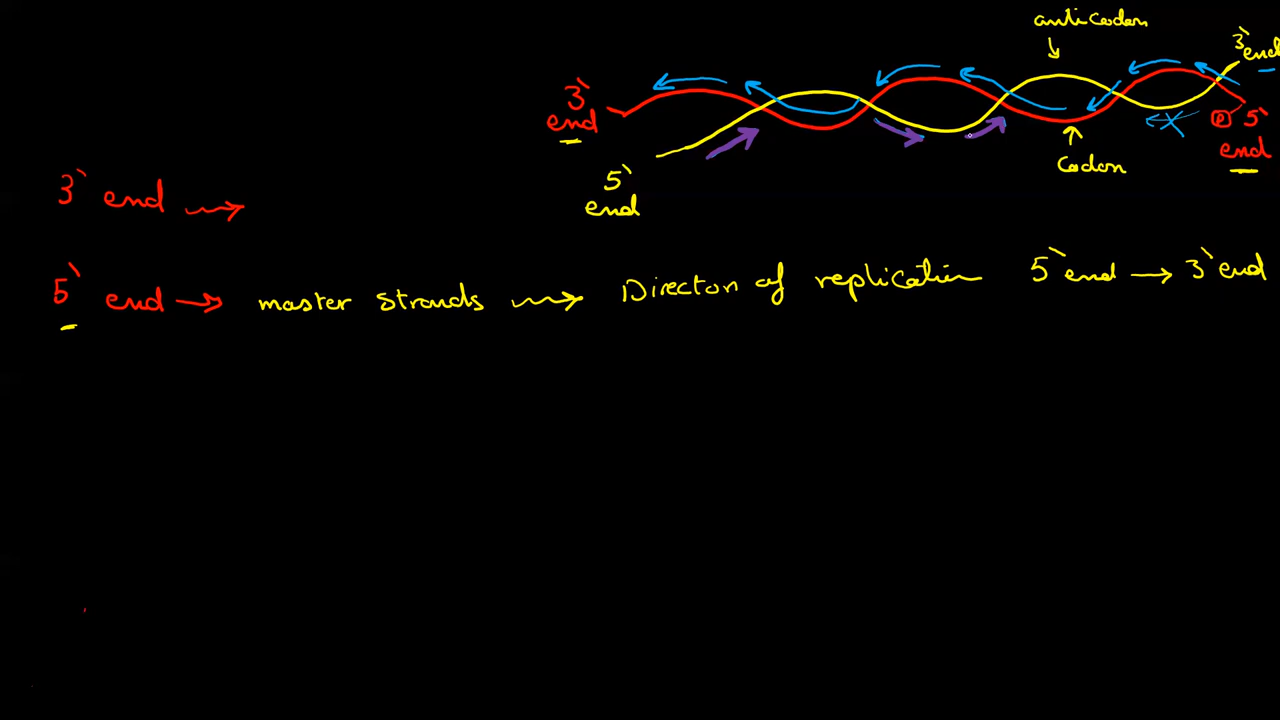 anticodon
3` end
3` end
Ⓟ 5` end
codon
5` end
3` end →
5` end → master strands → Directon of replication 5` end → 3` end